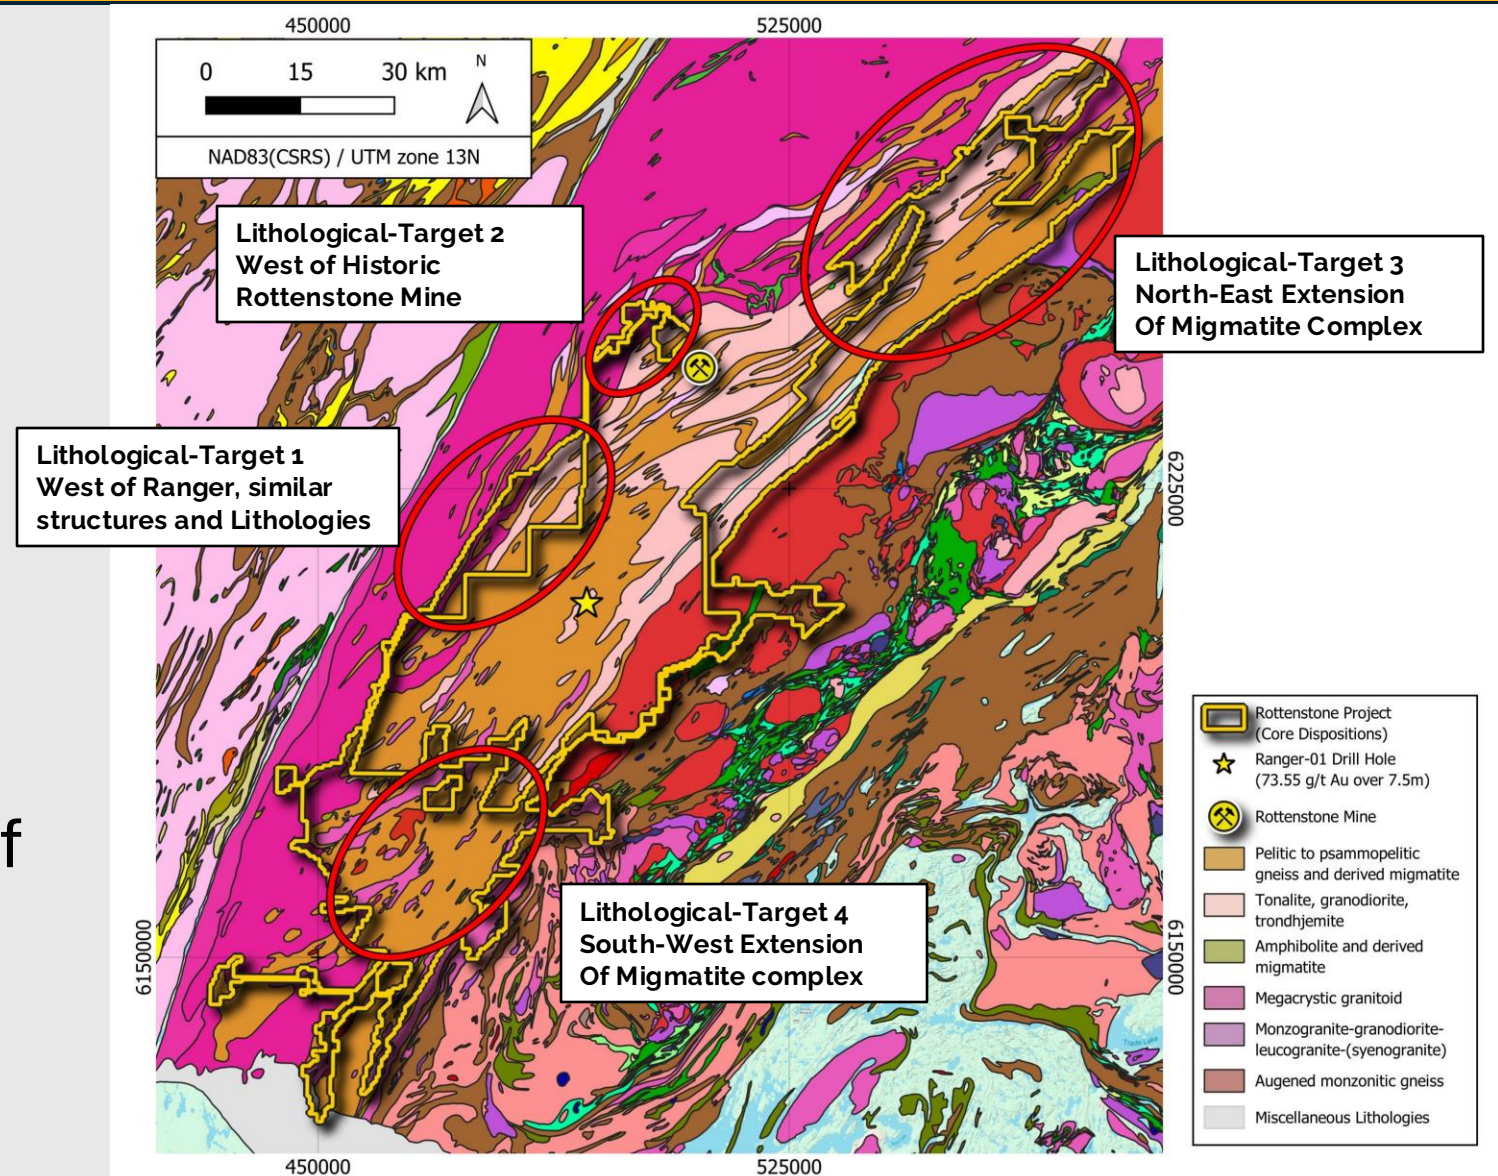 450000
525000
0 15 30 km
N
NAD83(CSRS) / UTM zone 13N
Lithological-Target 2
West of Historic
Rottenstone Mine
Lithological-Target 3
North-East Extension
Of Migmatite Complex
Lithological-Target 1
West of Ranger, similar
structures and Lithologies
6225000
f
Lithological-Target 4
South-West Extension
Of Migmatite complex
6150000
6150000
Rottenstone Project
(Core Dispositions)
Ranger-01 Drill Hole
(73.55 g/t Au over 7.5m)
Rottenstone Mine
Pelitic to psammopelitic
gneiss and derived migmatite
Tonalite, granodiorite,
trondhjemite
Amphibolite and derived
migmatite
Megacrystic granitoid
Monzogranite-granodiorite-
leucogranite-(syenogranite)
Augened monzonitic gneiss
Miscellaneous Lithologies
Trade Lake
450000
525000